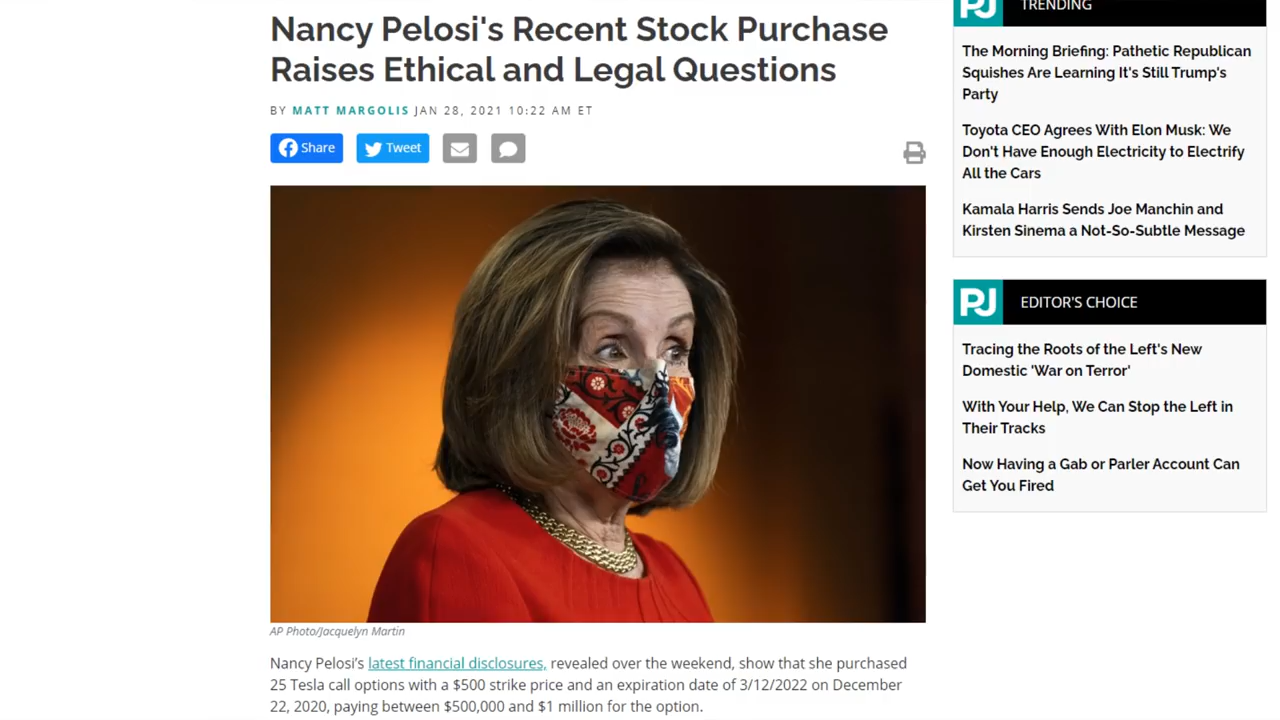 Nancy Pelosi's Recent Stock Purchase
Raises Ethical and Legal Questions
BY MATT MARGOLIS JAN 28, 2021 10:22 AM ET
Share
Tweet
AP Photo/Jacquelyn Martin
Nancy Pelosi’s latest financial disclosures, revealed over the weekend, show that she purchased
25 Tesla call options with a $500 strike price and an expiration date of 3/12/2022 on December
22, 2020, paying between $500,000 and $1 million for the option.
PJ
TRENDING
The Morning Briefing: Pathetic Republican
Squishes Are Learning It's Still Trump's
Party
Toyota CEO Agrees With Elon Musk: We
Don't Have Enough Electricity to Electrify
All the Cars
Kamala Harris Sends Joe Manchin and
Kirsten Sinema a Not-So-Subtle Message
PJ
EDITOR'S CHOICE
Tracing the Roots of the Left's New
Domestic 'War on Terror'
With Your Help, We Can Stop the Left in
Their Tracks
Now Having a Gab or Parler Account Can
Get You Fired